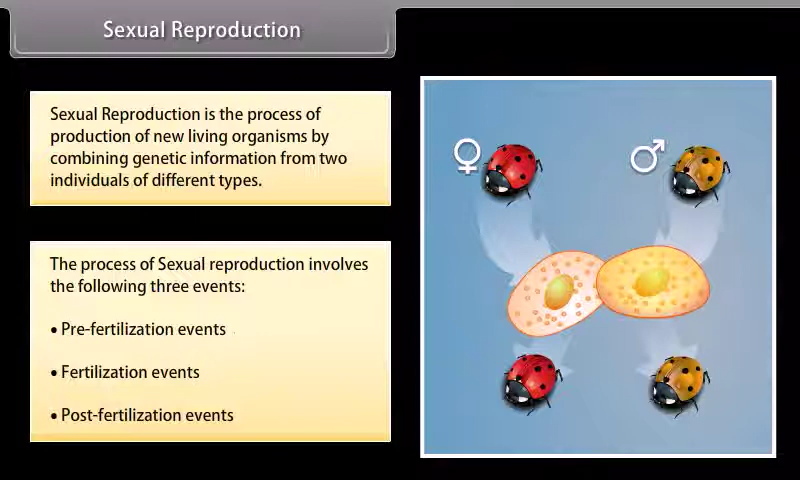 Sexual Reproduction
Sexual Reproduction is the process of
production of new living organisms by
combining genetic information from two
individuals of different types.
The process of Sexual reproduction involves
the following three events:
• Pre-fertilization events
• Fertilization events
• Post-fertilization events
♀
♂